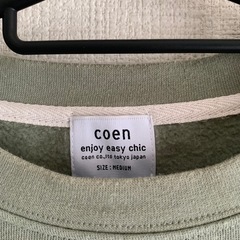 coen
enjoy easy chic
coen co.,ltd tokyo japan
SIZE: MEDIUM